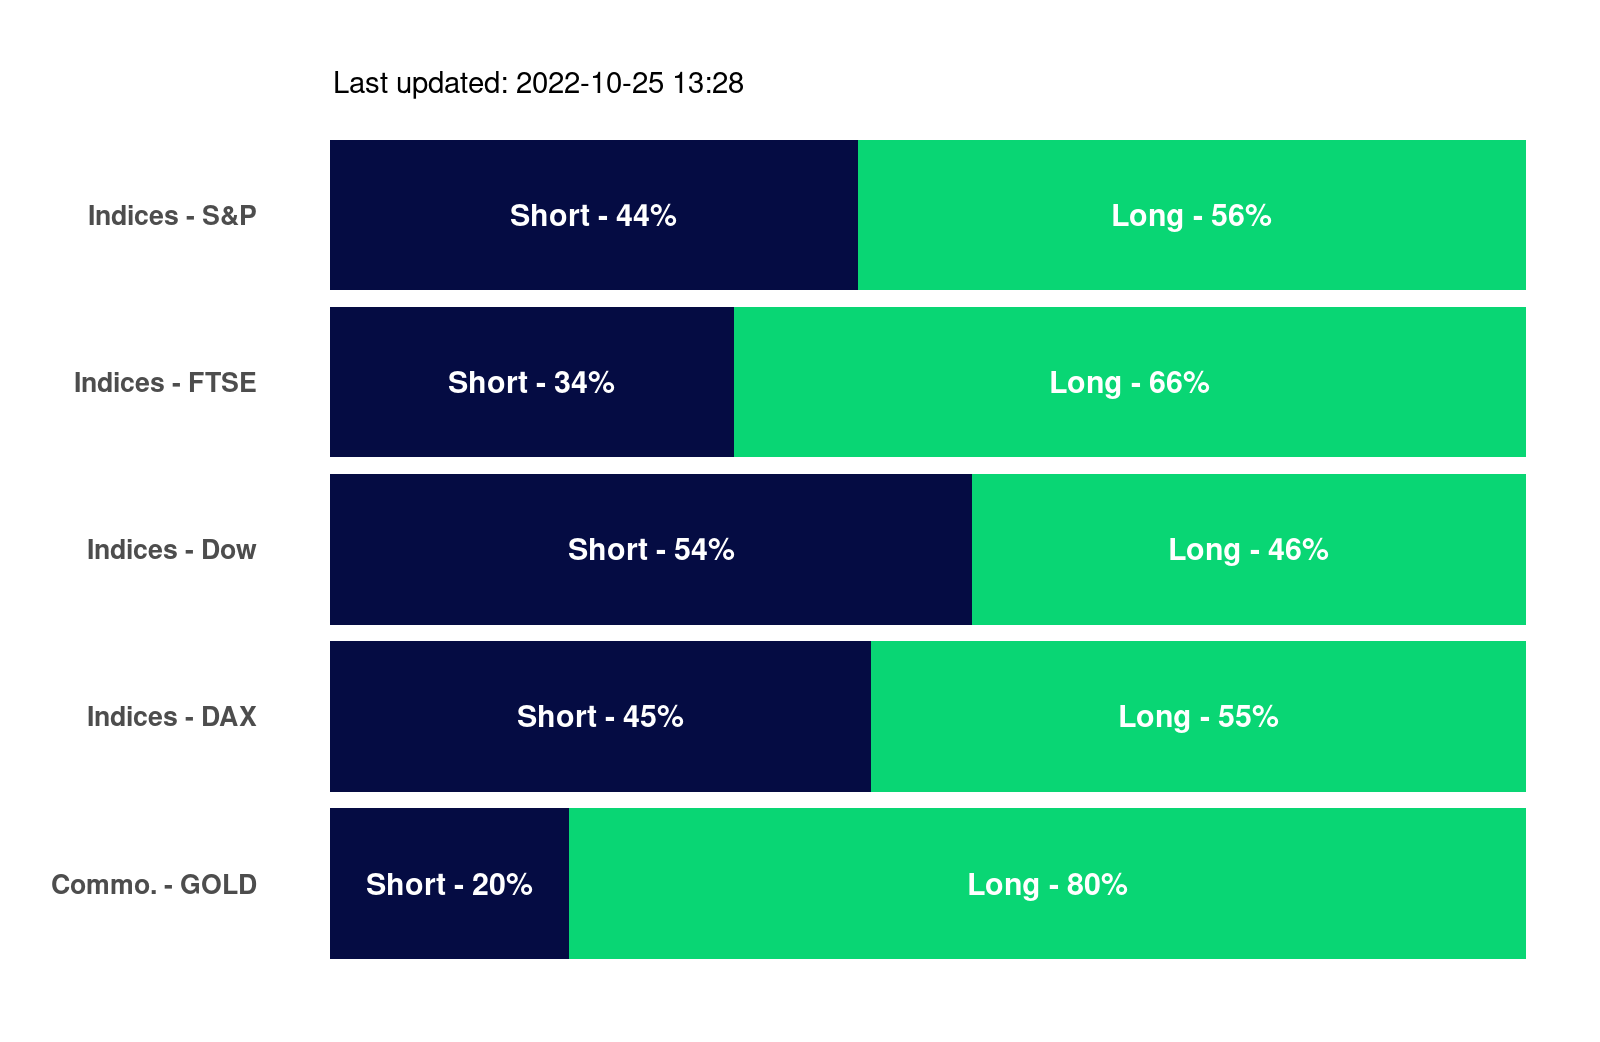 Last updated: 2022-10-25 13:28
Indices - S&P Short - 44% Long - 56%
Indices - FTSE Short - 34% Long - 66%
Indices - Dow Short - 54% Long - 46%
Indices - DAX Short - 45% Long - 55%
Commo. - GOLD Short - 20% Long - 80%